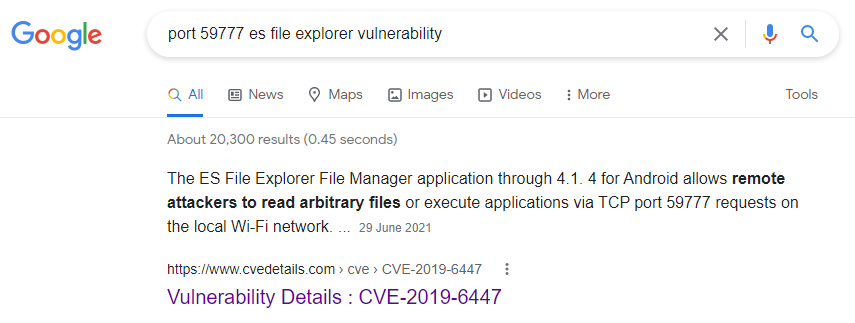 Google
port 59777 es file explorer vulnerability
All News Maps Images Videos More Tools
About 20,300 results (0.45 seconds)
The ES File Explorer File Manager application through 4.1. 4 for Android allows remote
attackers to read arbitrary files or execute applications via TCP port 59777 requests on
the local Wi-Fi network. ... 29 June 2021
https://www.cvedetails.com › cve › CVE-2019-6447
Vulnerability Details : CVE-2019-6447